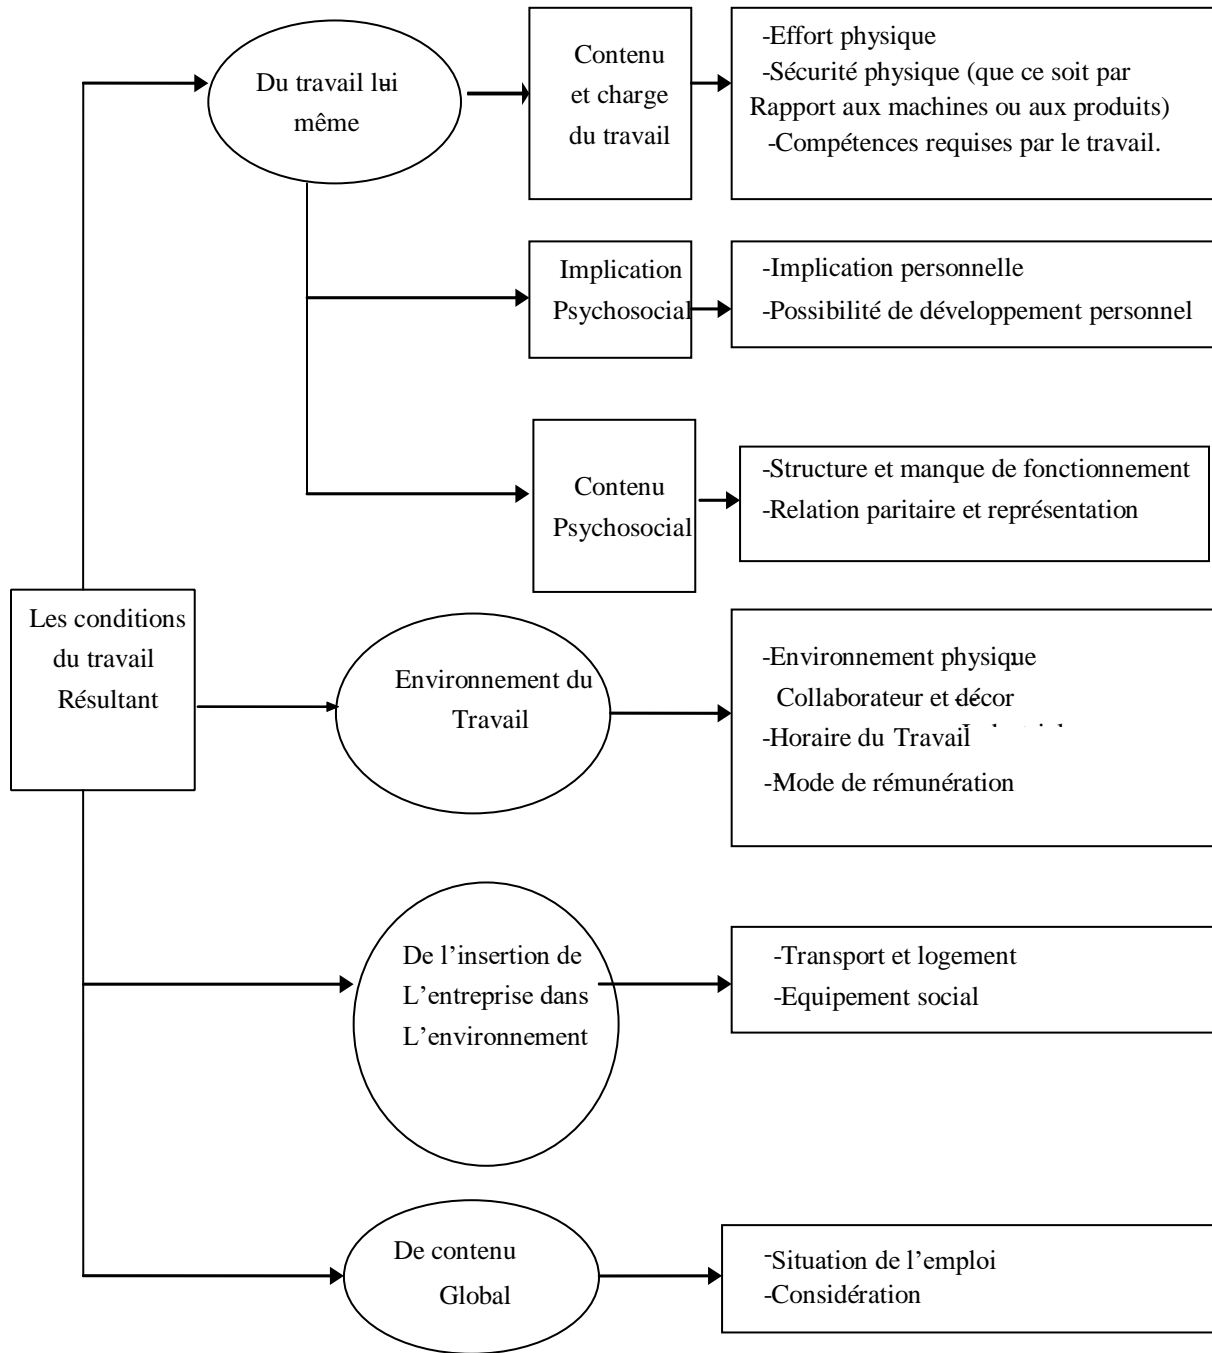 Du travail lui-
même
Contenu
et charge
du travail
-Effort physique
-Sécurité physique (que ce soit par
Rapport aux machines ou aux produits)
-Compétences requises par le travail.
Implication
Psychosocial
-Implication personnelle
-Possibilité de développement personnel
Contenu
Psychosocial
-Structure et manque de fonctionnement
-Relation paritaire et représentation
Les conditions
du travail
Résultant
Environnement du
Travail
-Environnement physique :
Collaborateur et décor
-Horaire du Travail
-Mode de rémunération
De l’insertion de
L’entreprise dans
L’environnement
-Transport et logement
-Equipement social
De contenu
Global
-Situation de l’emploi
-Considération